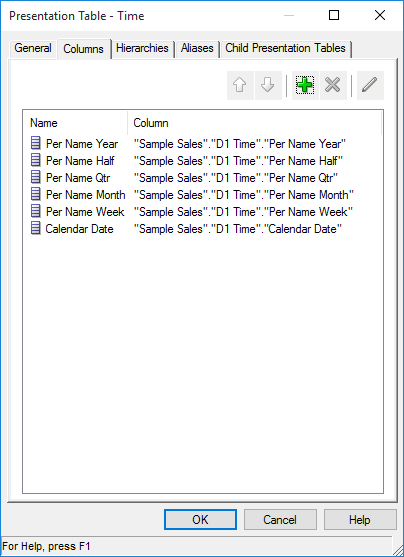 Presentation Table - Time
General Columns Hierarchies Aliases Child Presentation Tables
Name Column
Per Name Year "Sample Sales"."D1 Time"."Per Name Year"
Per Name Half "Sample Sales"."D1 Time"."Per Name Half"
Per Name Qtr "Sample Sales"."D1 Time"."Per Name Qtr"
Per Name Month "Sample Sales"."D1 Time"."Per Name Month"
Per Name Week "Sample Sales"."D1 Time"."Per Name Week"
Calendar Date "Sample Sales"."D1 Time"."Calendar Date"
OK Cancel Help
For Help, press F1